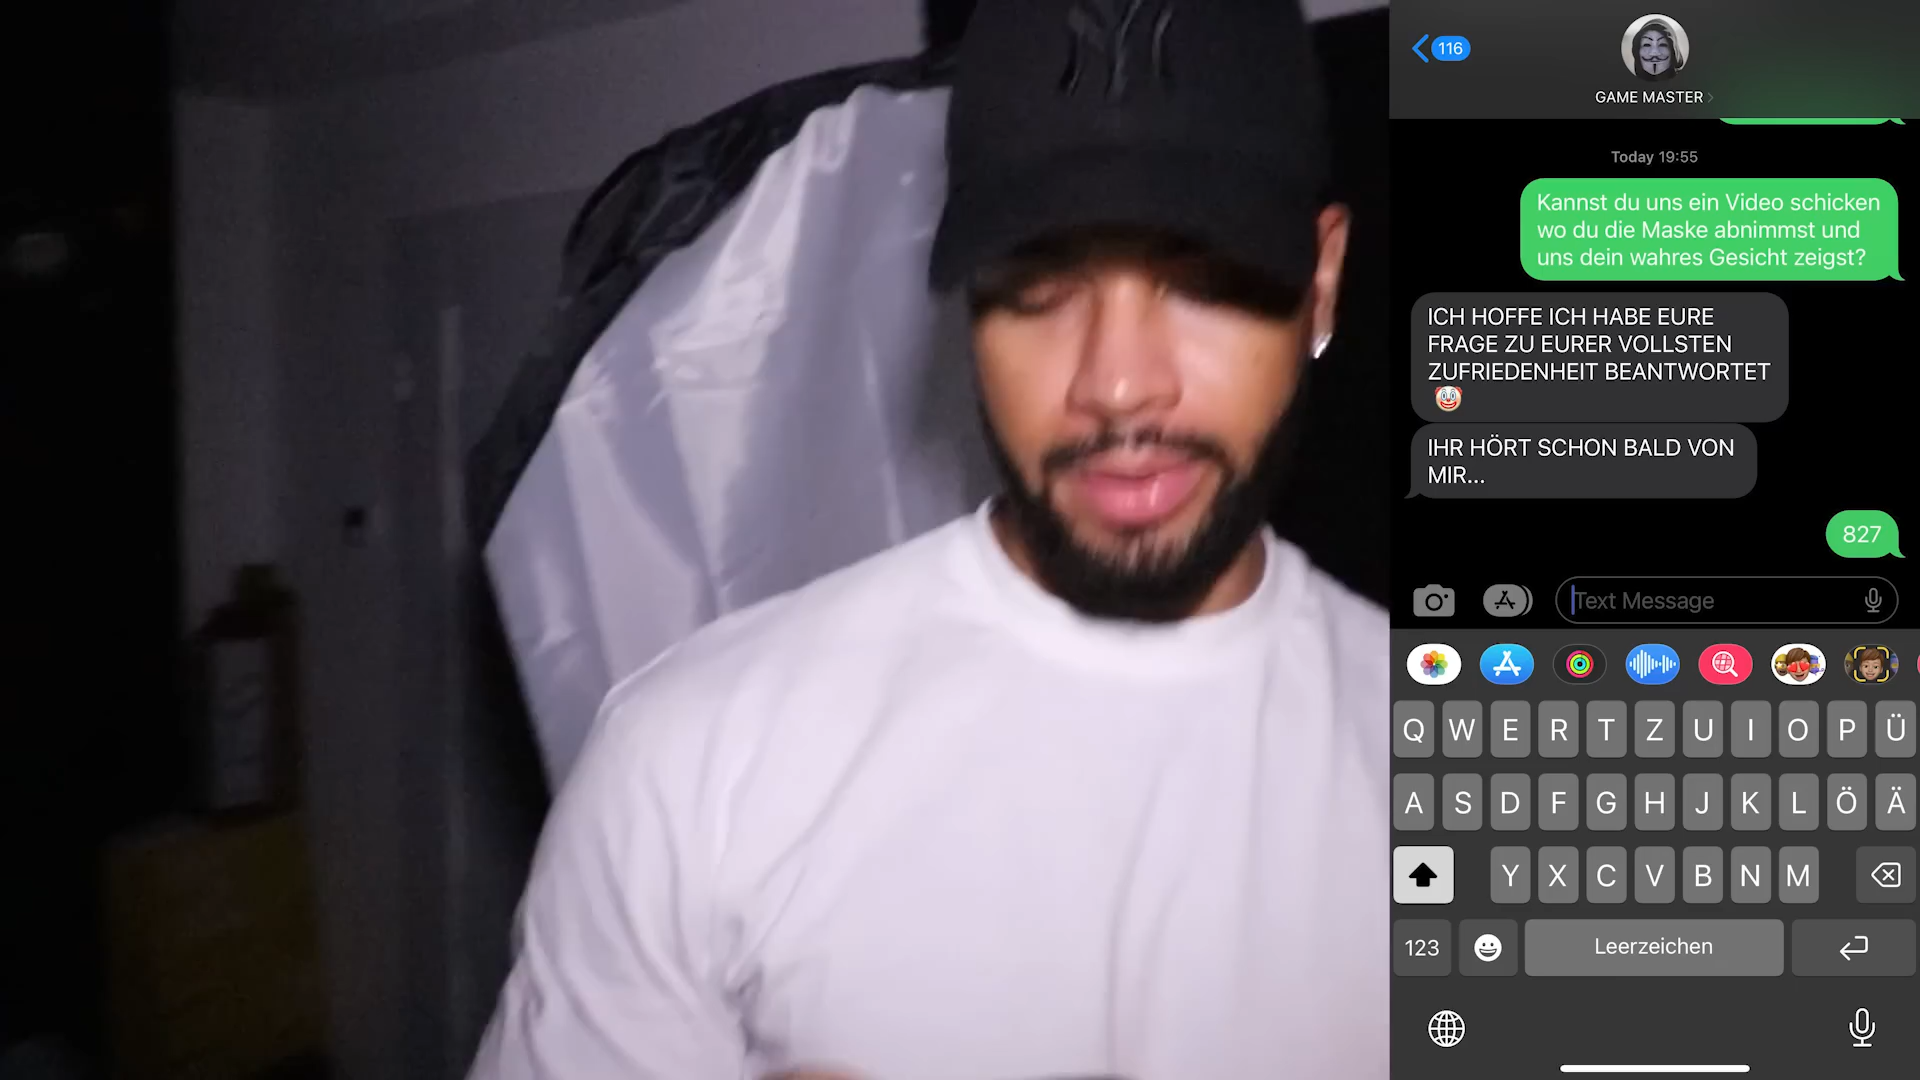 NY
116
GAME MASTER
Today 19:55
Kannst du uns ein Video schicken
wo du die Maske abnimmst und
uns dein wahres Gesicht zeigst?
ICH HOFFE ICH HABE EURE
FRAGE ZU EURER VOLLSTEN
ZUFRIEDENHEIT BEANTWORTET
🤡
IHR HÖRT SCHON BALD VON
MIR...
827
Text Message
Q W E R T Z U I O P Ü
A S D F G H J K L Ö Ä
Y X C V B N M
123
Leerzeichen